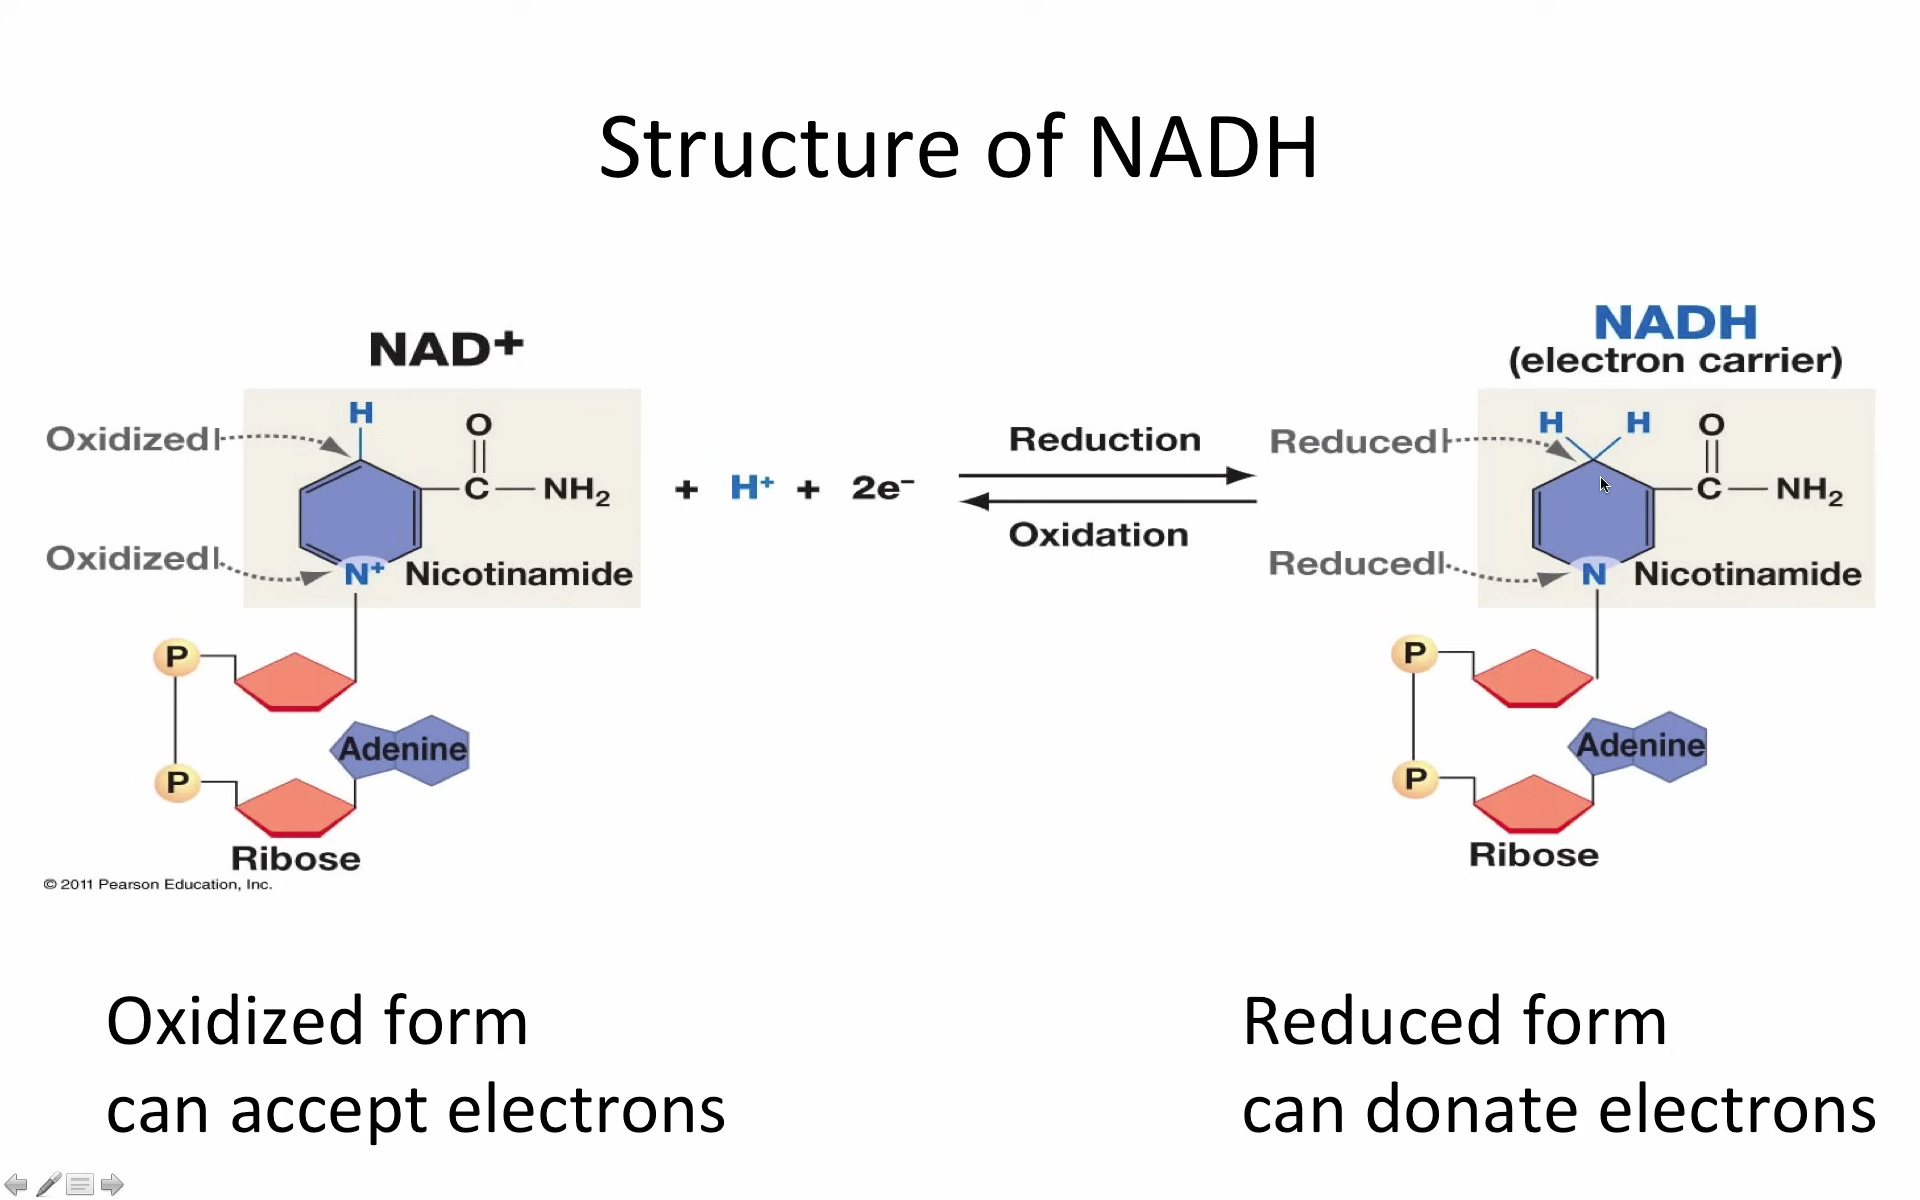 Structure of NADH
NAD+
NADH
(electron carrier)
Oxidized
H
O
C
NH2
Oxidized
N+
Nicotinamide
+ H+ + 2e−
Reduction
Oxidation
Reduced
H
H
O
C
NH2
Reduced
N
Nicotinamide
P
P
Adenine
Ribose
P
P
Adenine
Ribose
© 2011 Pearson Education, Inc.
Oxidized form
can accept electrons
Reduced form
can donate electrons